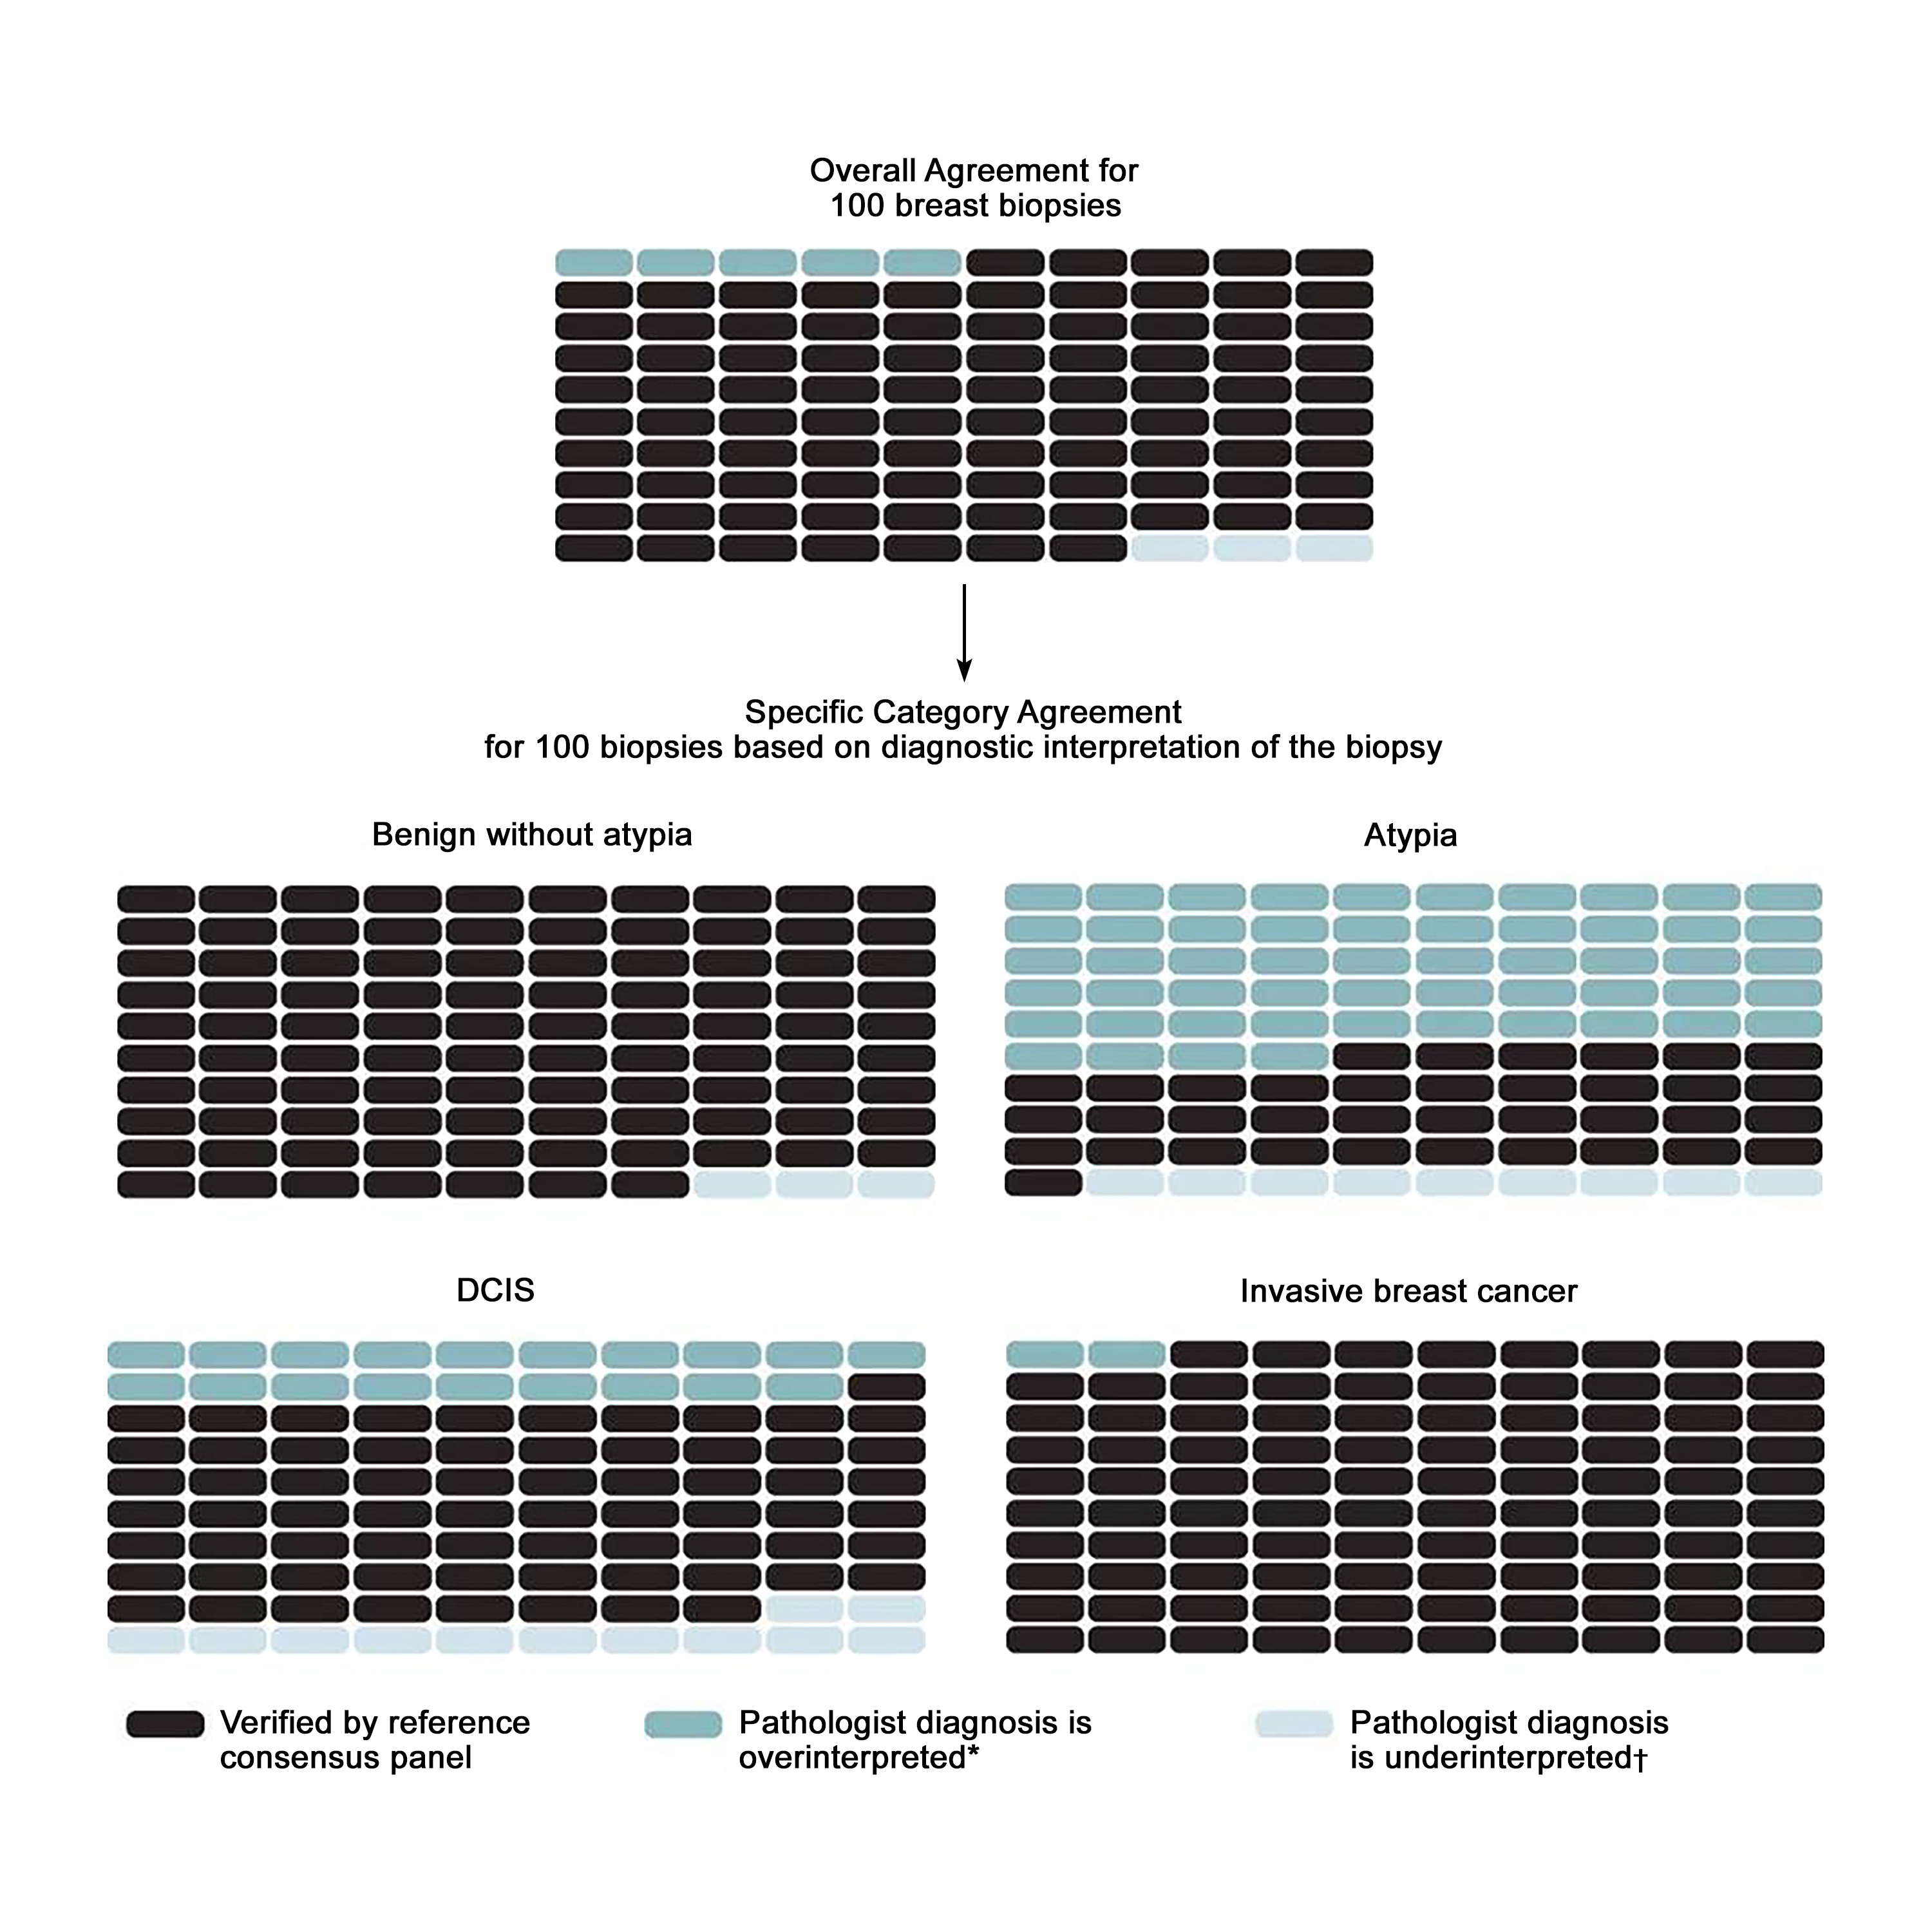 Overall Agreement for
100 breast biopsies
Specific Category Agreement
for 100 biopsies based on diagnostic interpretation of the biopsy
Benign without atypia
Atypia
DCIS
Invasive breast cancer
Verified by reference
consensus panel
Pathologist diagnosis is
overinterpreted*
Pathologist diagnosis
is underinterpreted†